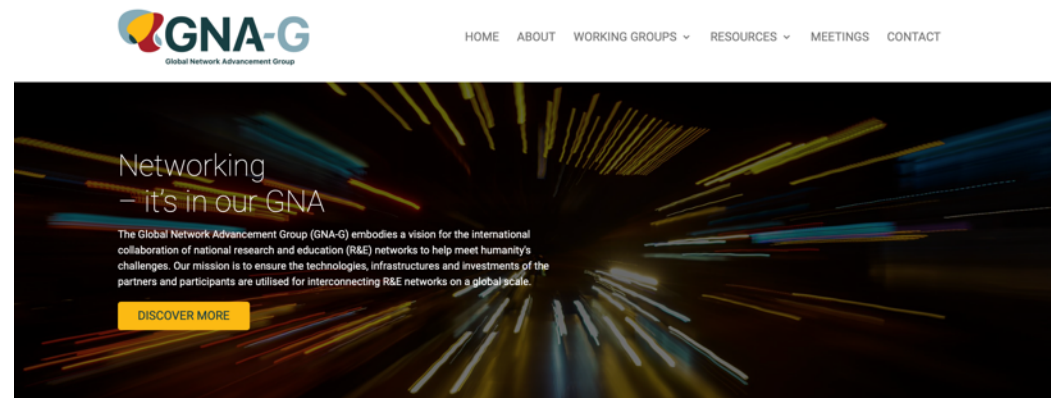 GNA-G
Global Network Advancement Group
HOME ABOUT WORKING GROUPS RESOURCES MEETINGS CONTACT
Networking
– it's in our GNA
The Global Network Advancement Group (GNA-G) embodies a vision for the international
collaboration of national research and education (R&E) networks to help meet humanity's
challenges. Our mission is to ensure the technologies, infrastructures and investments of the
partners and participants are utilised for interconnecting R&E networks on a global scale.
DISCOVER MORE